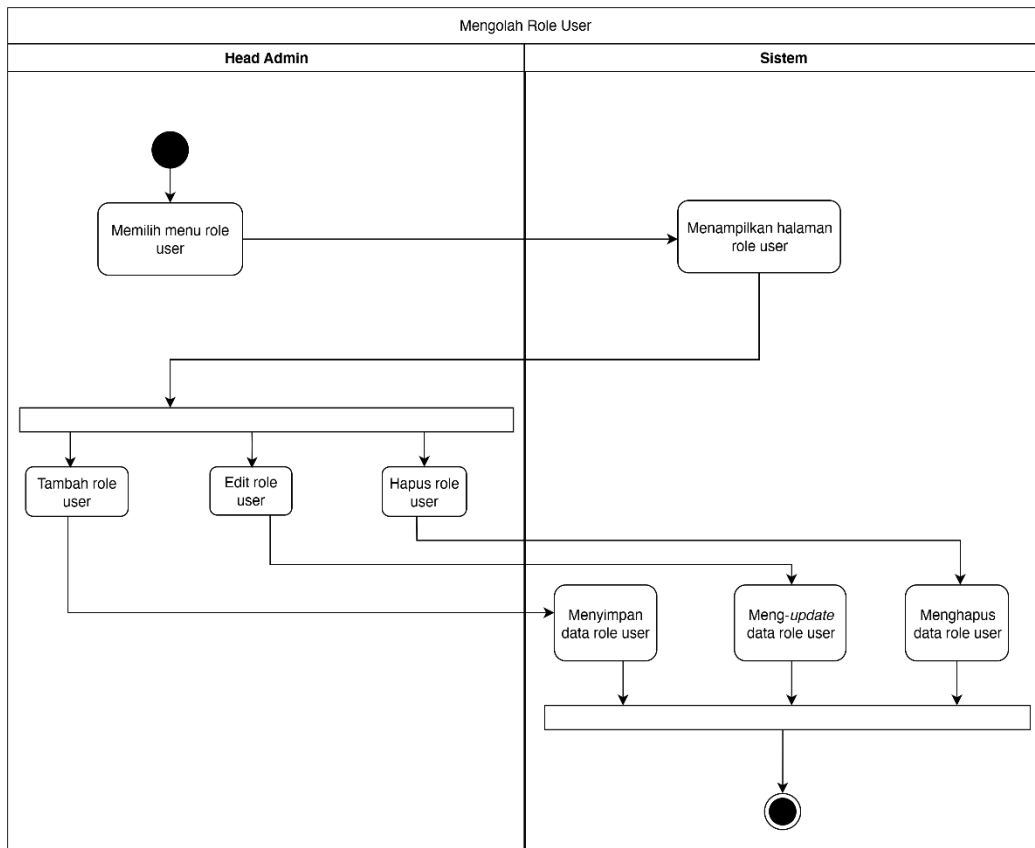 Mengolah Role User
Head Admin
Sistem
Memilih menu role
user
Menampilkan halaman
role user
Tambah role
user
Edit role
user
Hapus role
user
Menyimpan
data role user
Meng-update
data role user
Menghapus
data role user